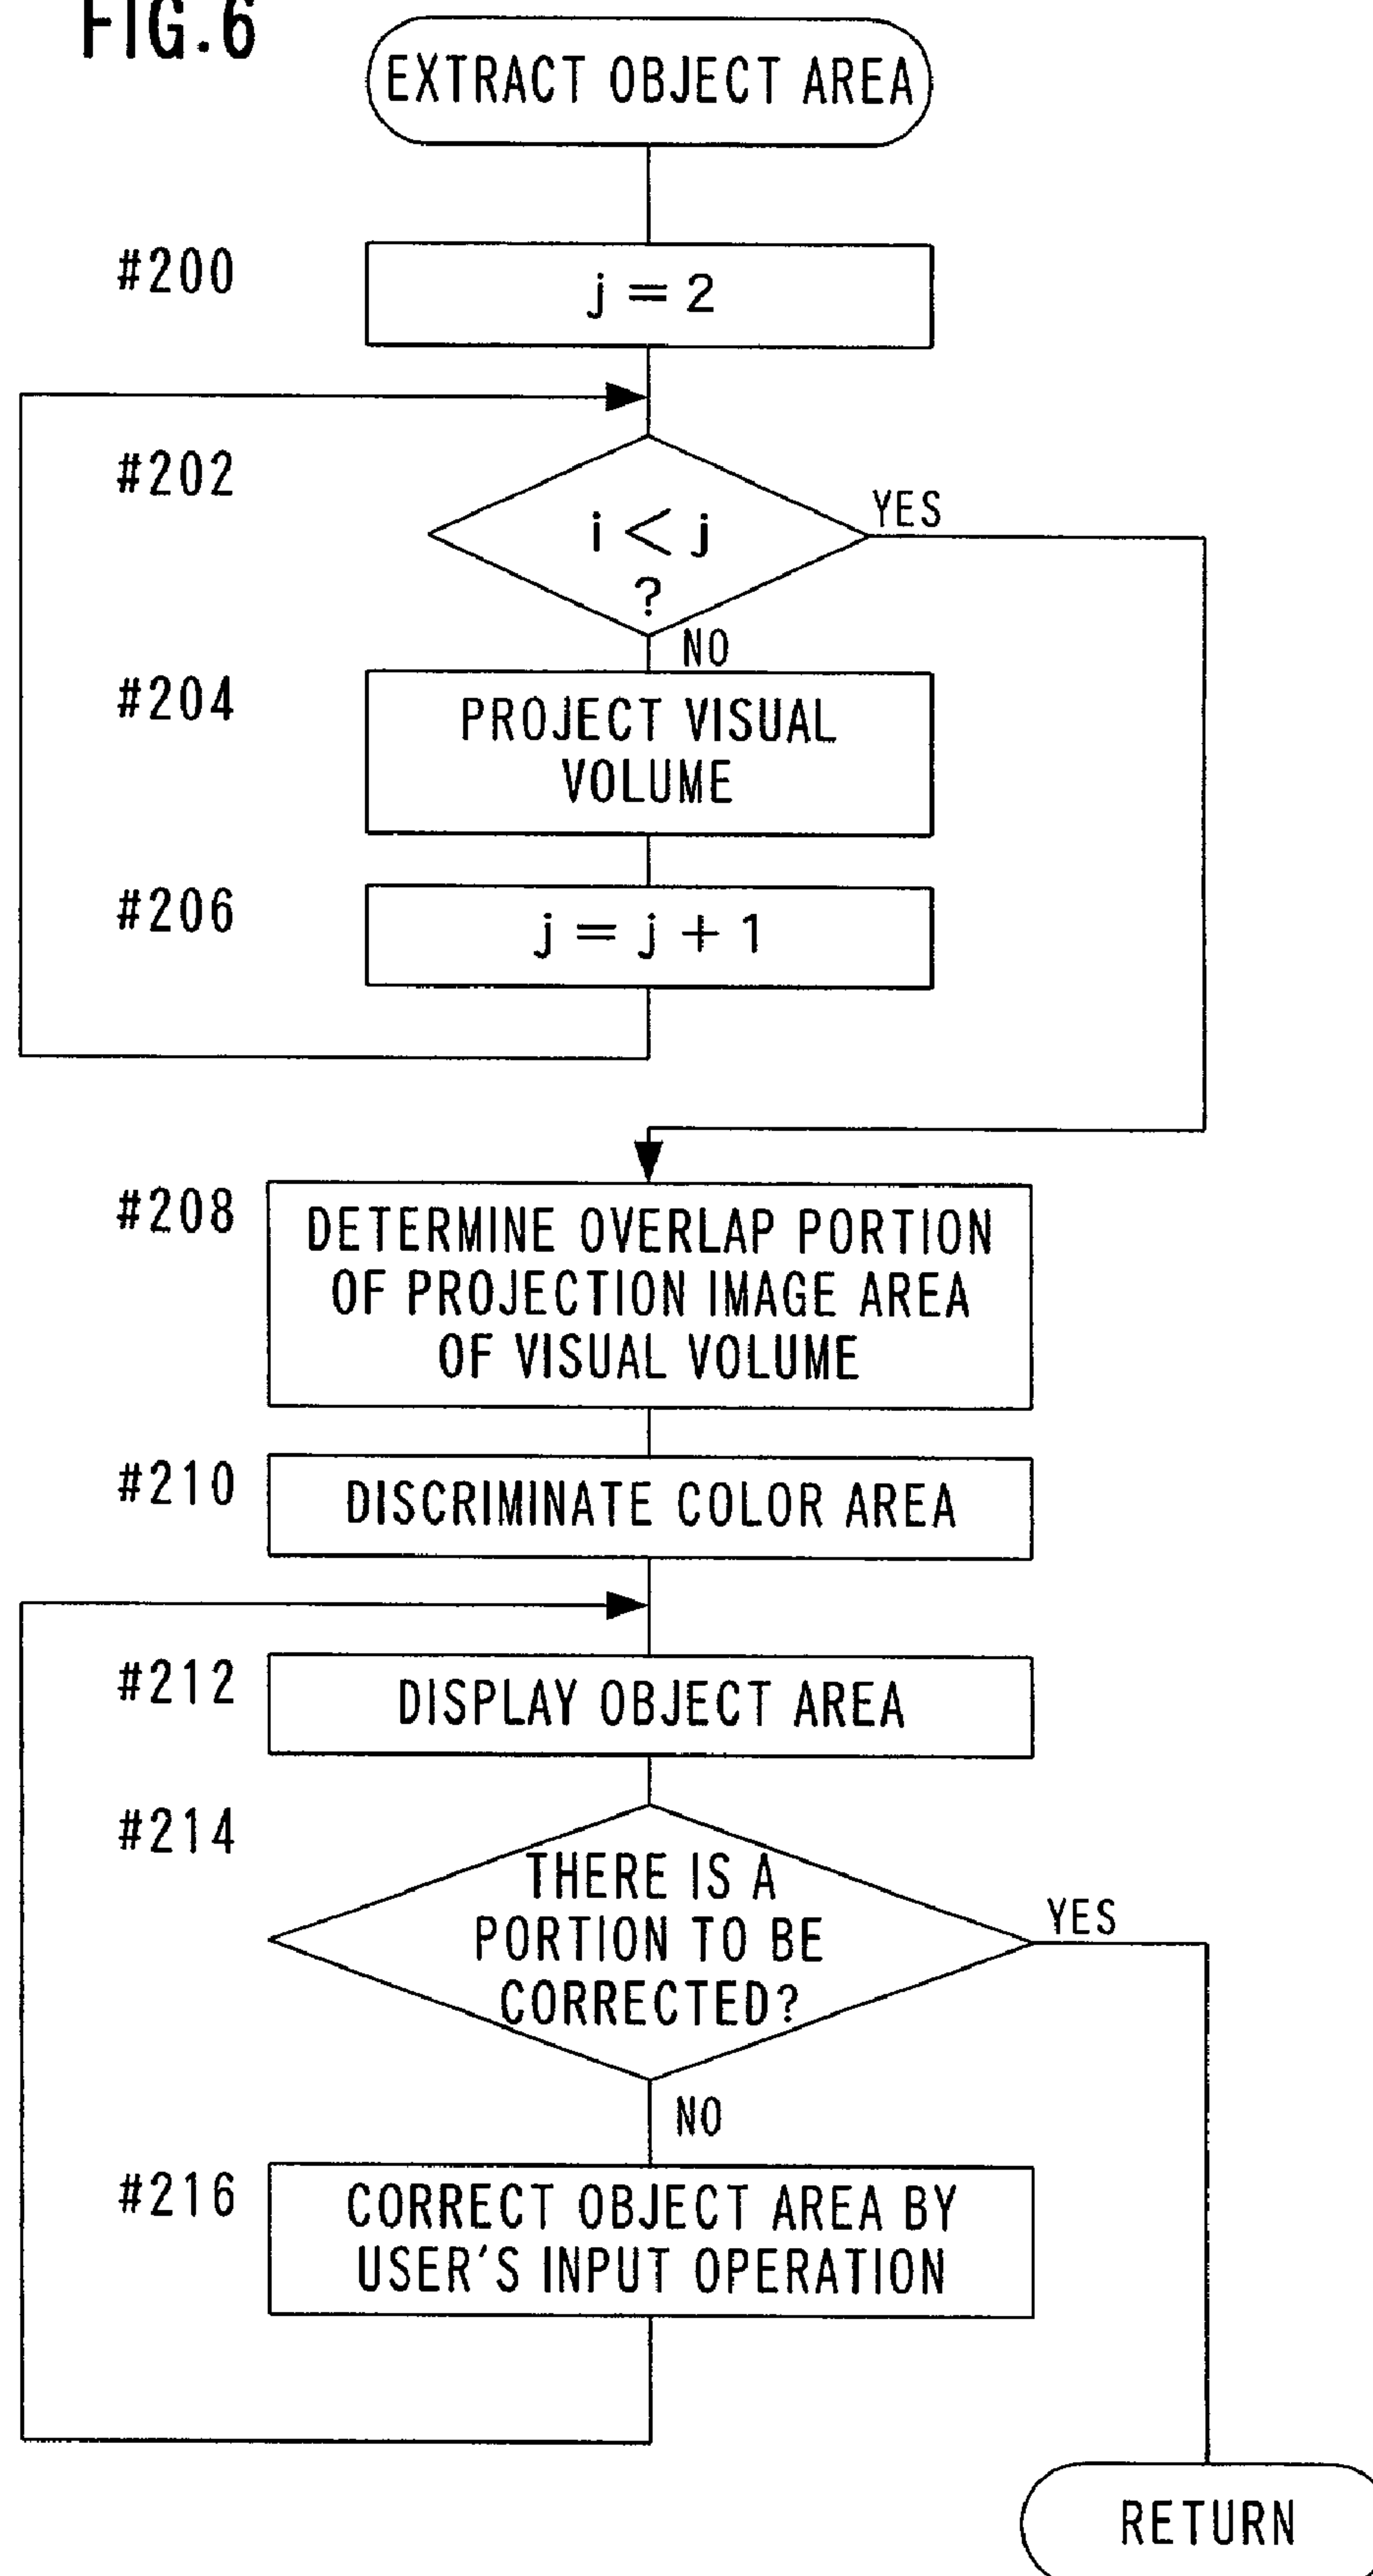 FIG.6
EXTRACT OBJECT AREA
#200
j = 2
#202
i < j
?
YES
NO
#204
PROJECT VISUAL
VOLUME
#206
j = j + 1
#208
DETERMINE OVERLAP PORTION
OF PROJECTION IMAGE AREA
OF VISUAL VOLUME
#210
DISCRIMINATE COLOR AREA
#212
DISPLAY OBJECT AREA
#214
THERE IS A
PORTION TO BE
CORRECTED?
YES
NO
#216
CORRECT OBJECT AREA BY
USER'S INPUT OPERATION
RETURN